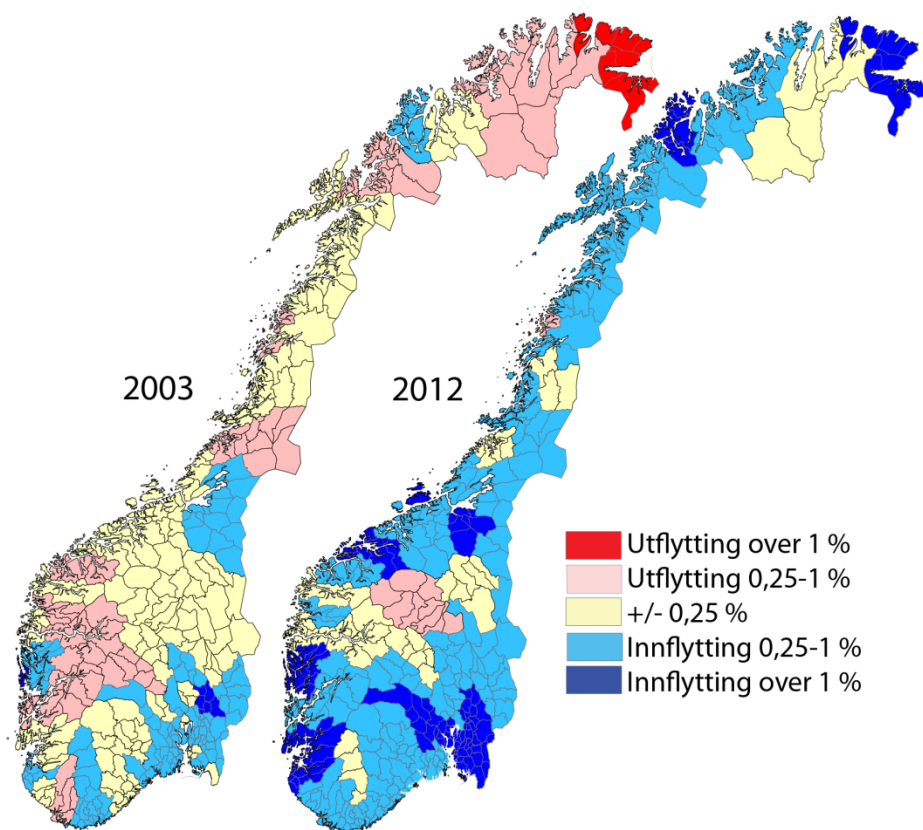 2003
2012
Utflytting over 1 %
Utflytting 0,25-1 %
+/- 0,25 %
Innflytting 0,25-1 %
Innflytting over 1 %